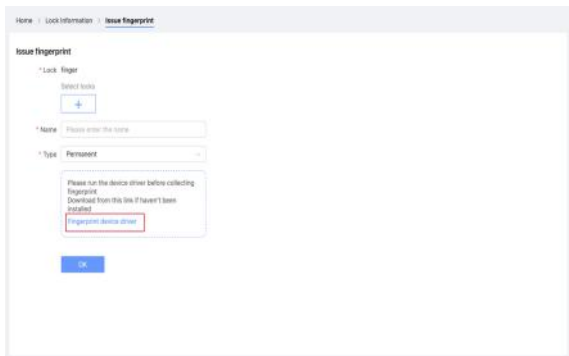 Home / Lock Information / Issue fingerprint
Issue fingerprint
* Lock finger
Select locks
+
* Name Please enter the name
* Type Permanent
Please run the device driver before collecting
fingerprint
Download from this link if haven't been
installed
Fingerprint device driver
OK